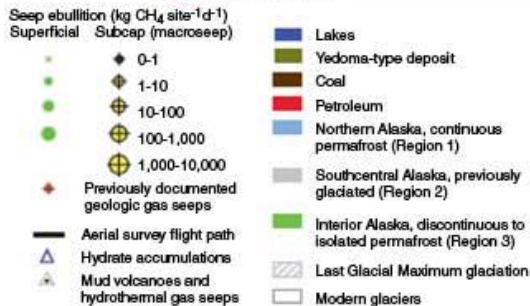 Seep ebullition (kg CH4 site-1d-1)
Superficial Subcap (macroseep)
0-1
1-10
10-100
100-1,000
1,000-10,000
Previously documented
geologic gas seeps
Aerial survey flight path
Hydrate accumulations
Mud volcanoes and
hydrothermal gas seeps
Lakes
Yedoma-type deposit
Coal
Petroleum
Northern Alaska, continuous
permafrost (Region 1)
Southcentral Alaska, previously
glaciated (Region 2)
Interior Alaska, discontinuous to
isolated permafrost (Region 3)
Last Glacial Maximum glaciation
Modern glaciers